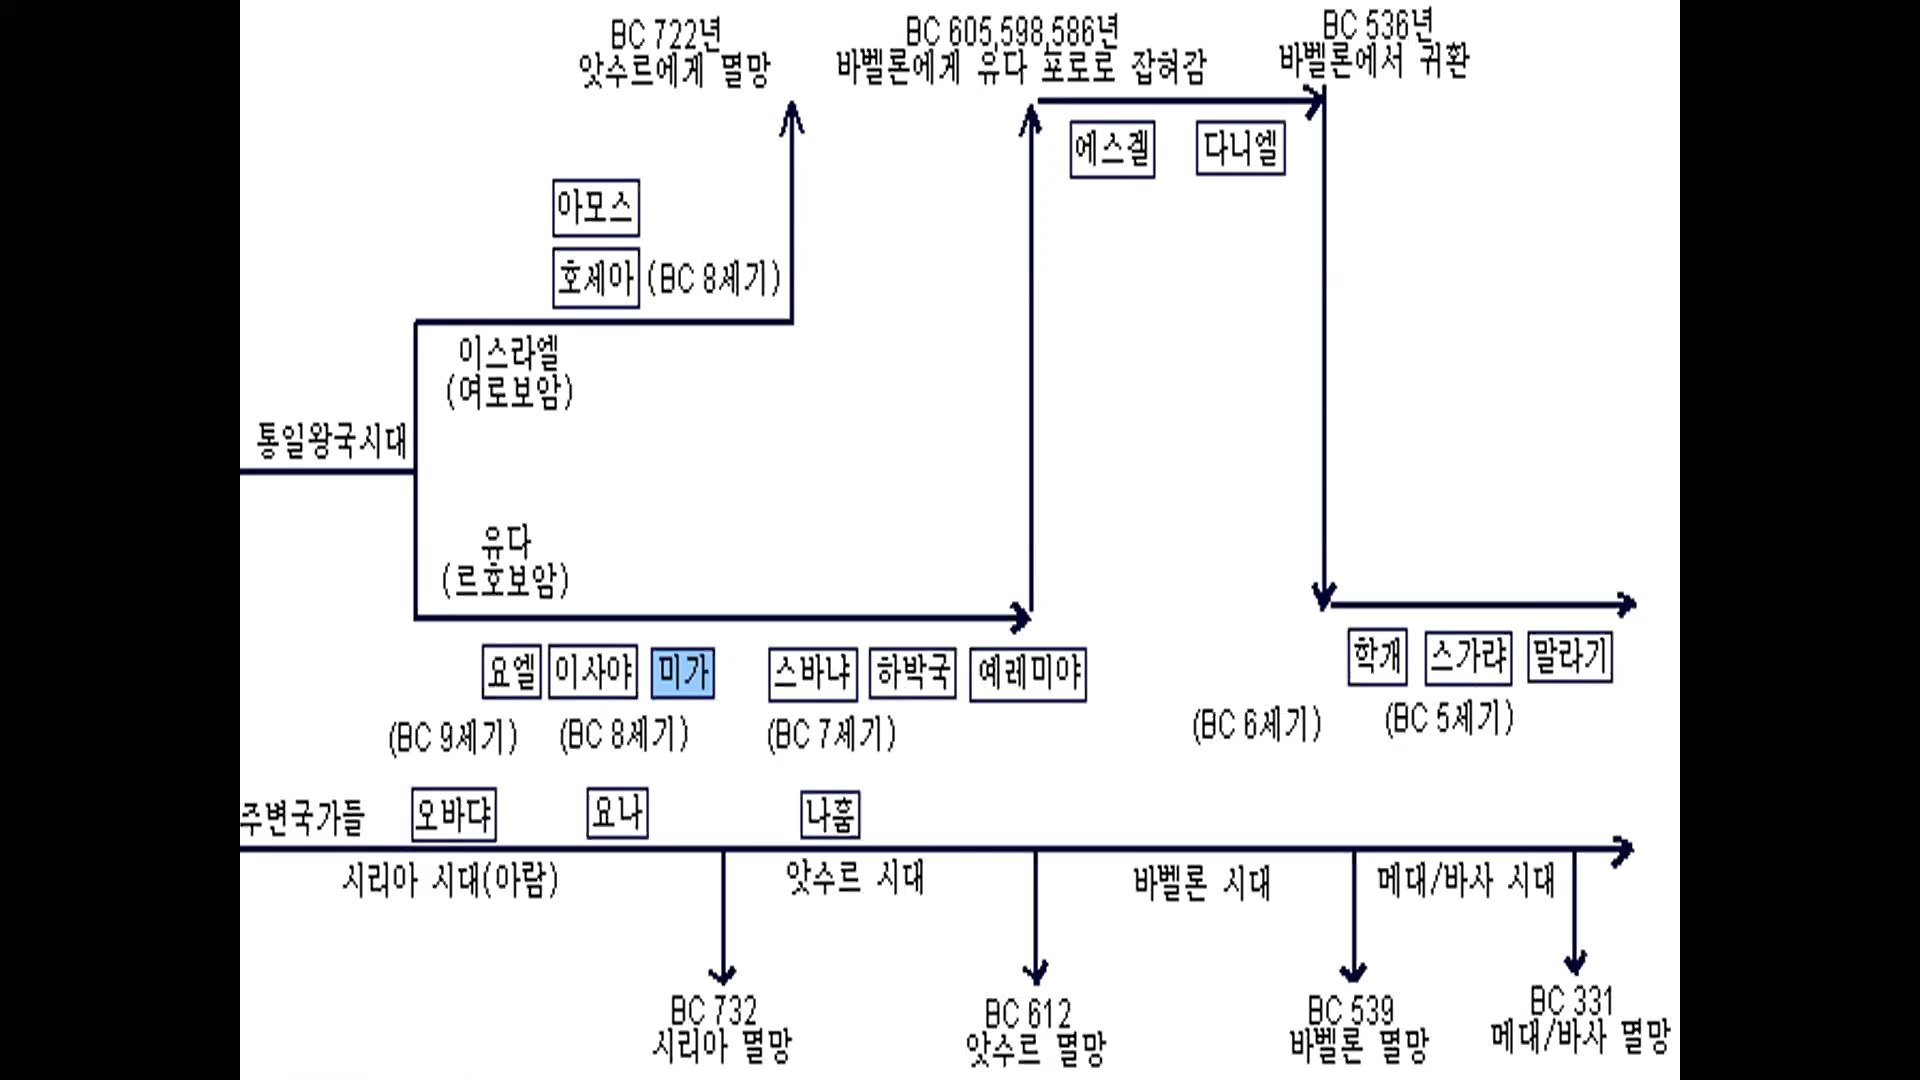 BC 722년
앗수르에게 멸망
BC 605,598,586년
바벨론에게 유다 포로로 잡혀감
BC 536년
바벨론에서 귀환
에스겔
다니엘
아모스
호세아 (BC 8세기)
이스라엘
(여로보암)
통일왕국시대
유다
(르호보암)
요엘
이사야
미가
스바냐
하박국
예레미야
학개
스가랴
말라기
(BC 9세기)
(BC 8세기)
(BC 7세기)
(BC 6세기)
(BC 5세기)
주변국가들
오바댜
요나
나훔
시리아 시대(아람)
앗수르 시대
바벨론 시대
메대/바사 시대
BC 732
시리아 멸망
BC 612
앗수르 멸망
BC 539
바벨론 멸망
BC 331
메대/바사 멸망